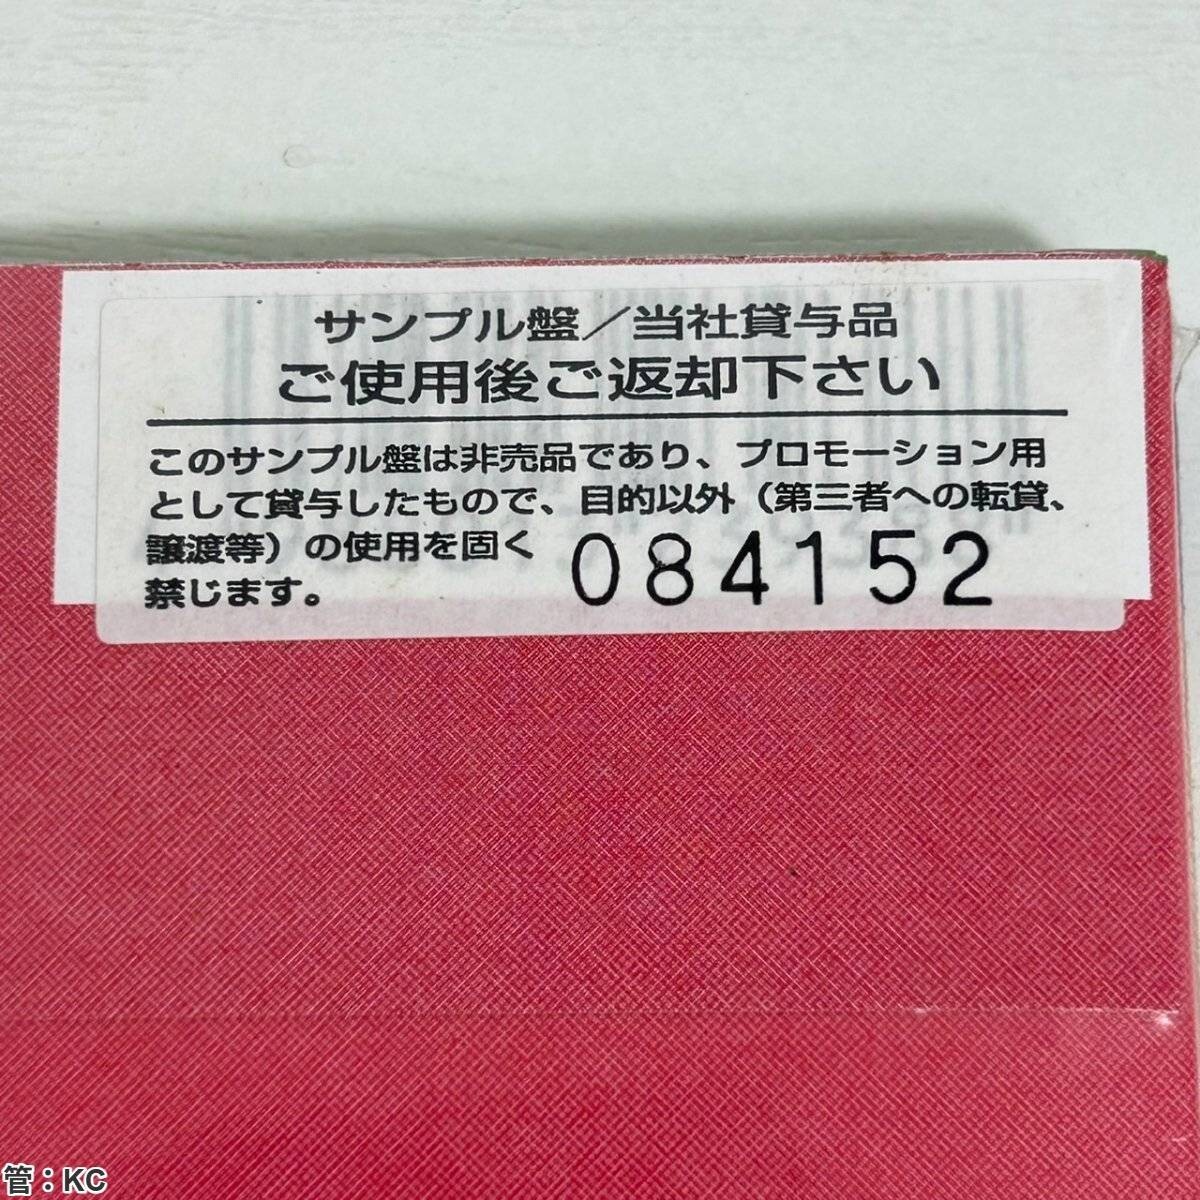 サンプル盤／当社貸与品
ご使用後ご返却下さい
このサンプル盤は非売品であり、プロモーション用
として貸与したもので、目的以外（第三者への転貸、
譲渡等）の使用を固く
禁じます。
084152
管：KC